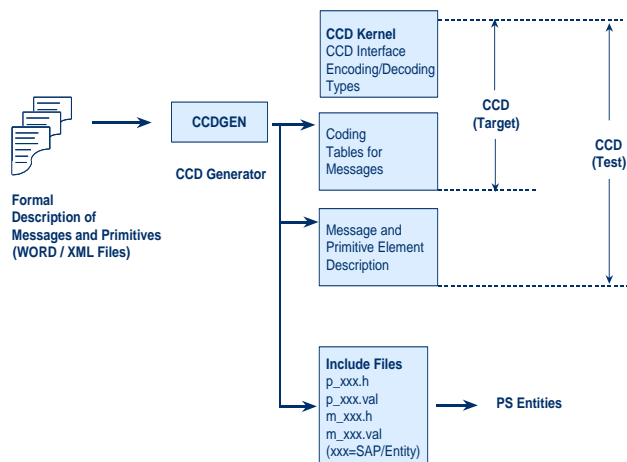 CCD Kernel
CCD Interface
Encoding/Decoding
Types
CCDGEN
CCD Generator
Coding
Tables for
Messages
CCD
(Target)
CCD
(Test)
Formal
Description of
Messages and Primitives
(WORD / XML Files)
Message and
Primitive Element
Description
Include Files
p_xxx.h
p_xxx.val
m_xxx.h
m_xxx.val
(xxx=SAP/Entity)
PS Entities